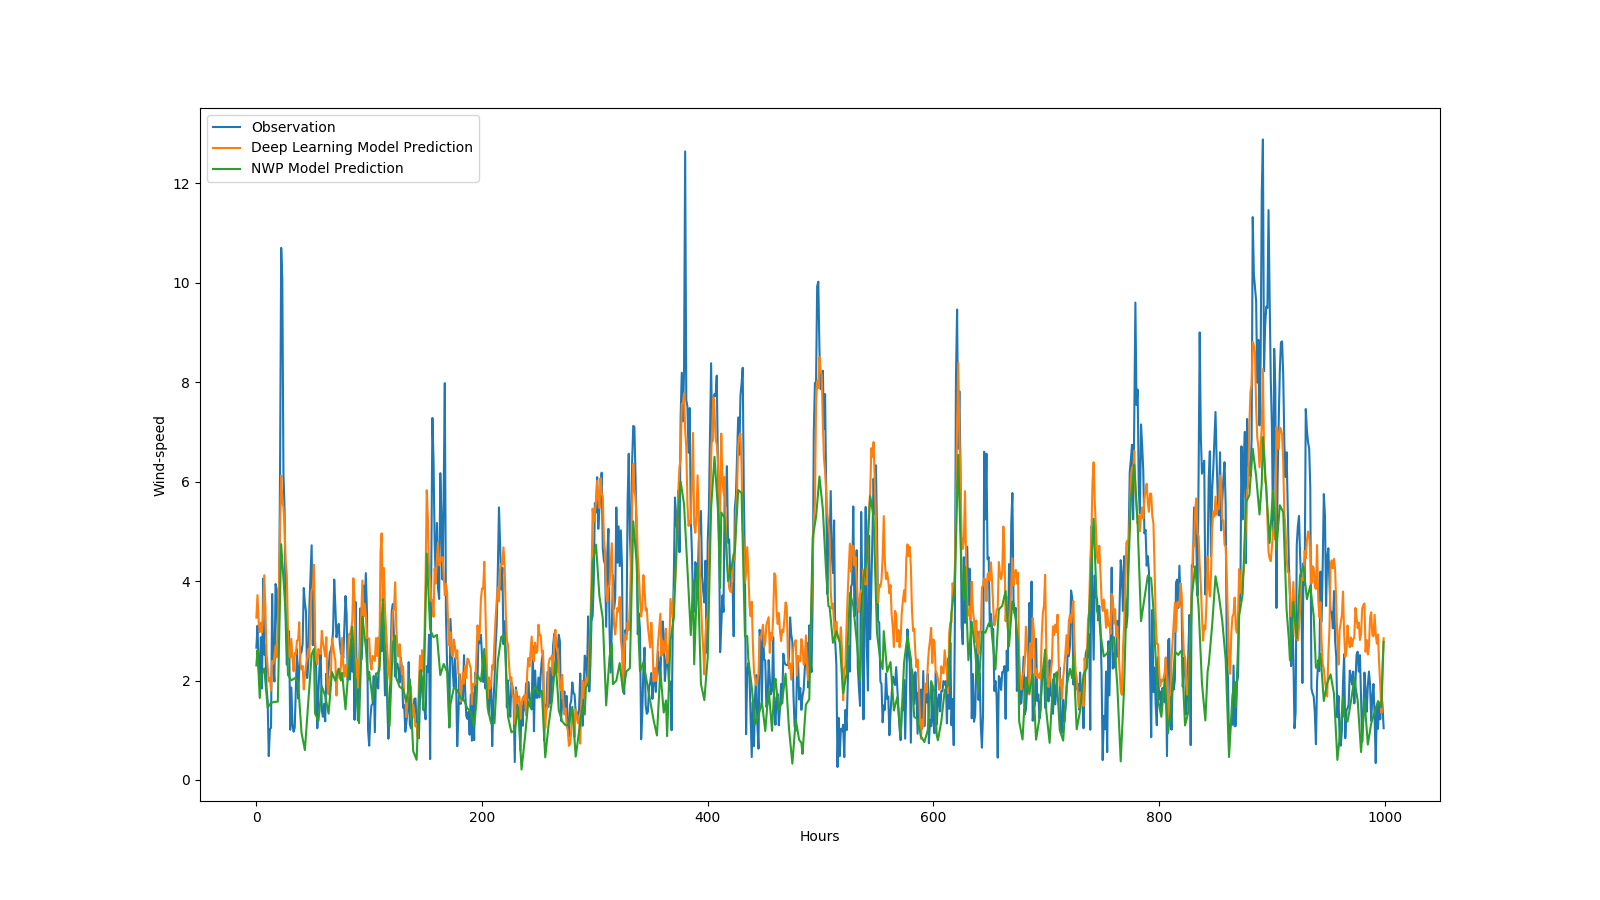 Observation
Deep Learning Model Prediction
NWP Model Prediction
12
10
8
6
4
2
0
Wind-speed
0 200 400 600 800 1000
Hours